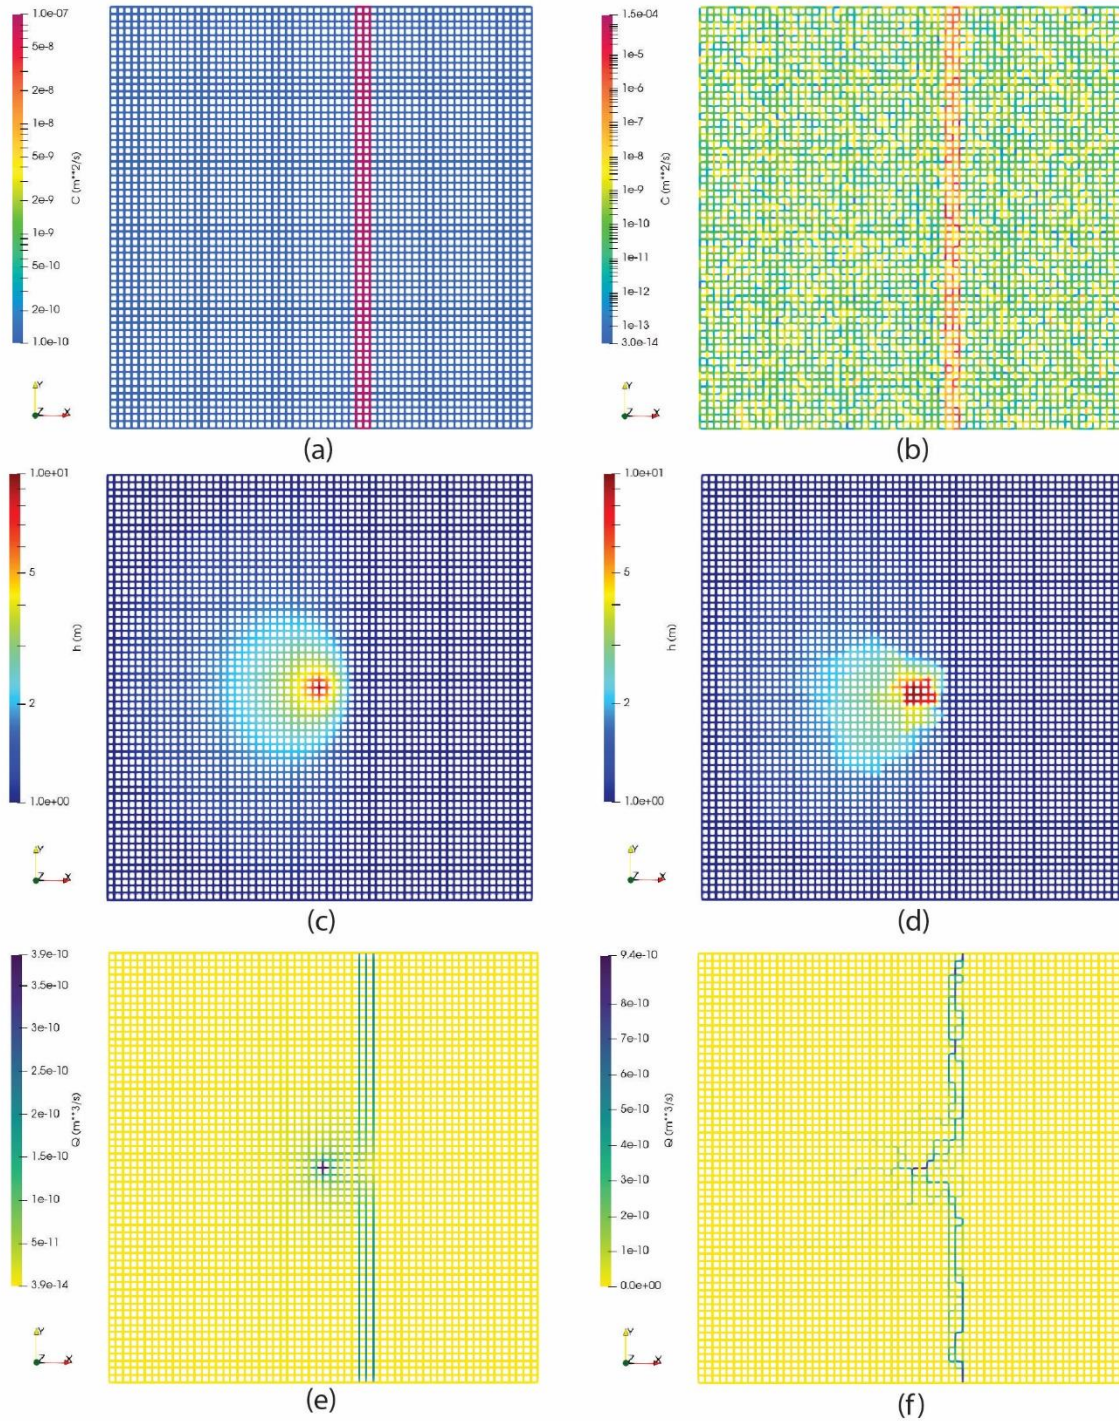 1.0e-07
5e-8
2e-8
1e-8
5e-9
2e-9
1e-9
5e-10
2e-10
1.0e-10
C (m**2/s)
Y
Z
X
(a)
1.5e-04
1e-5
1e-6
1e-7
1e-8
1e-9
1e-10
1e-11
1e-12
1e-13
3.0e-14
C (m**2/s)
Y
Z
X
(b)
1.0e+01
5
2
1.0e+00
h (m)
Y
Z
X
(c)
1.0e+01
5
2
1.0e+00
h (m)
Y
Z
X
(d)
3.9e-10
3.5e-10
3e-10
2.5e-10
2e-10
1.5e-10
1e-10
5e-11
3.9e-14
Q (m**3/s)
Y
Z
X
(e)
9.4e-10
8e-10
7e-10
6e-10
5e-10
4e-10
3e-10
2e-10
1e-10
0.0e+00
Q (m**3/s)
Y
Z
X
(f)